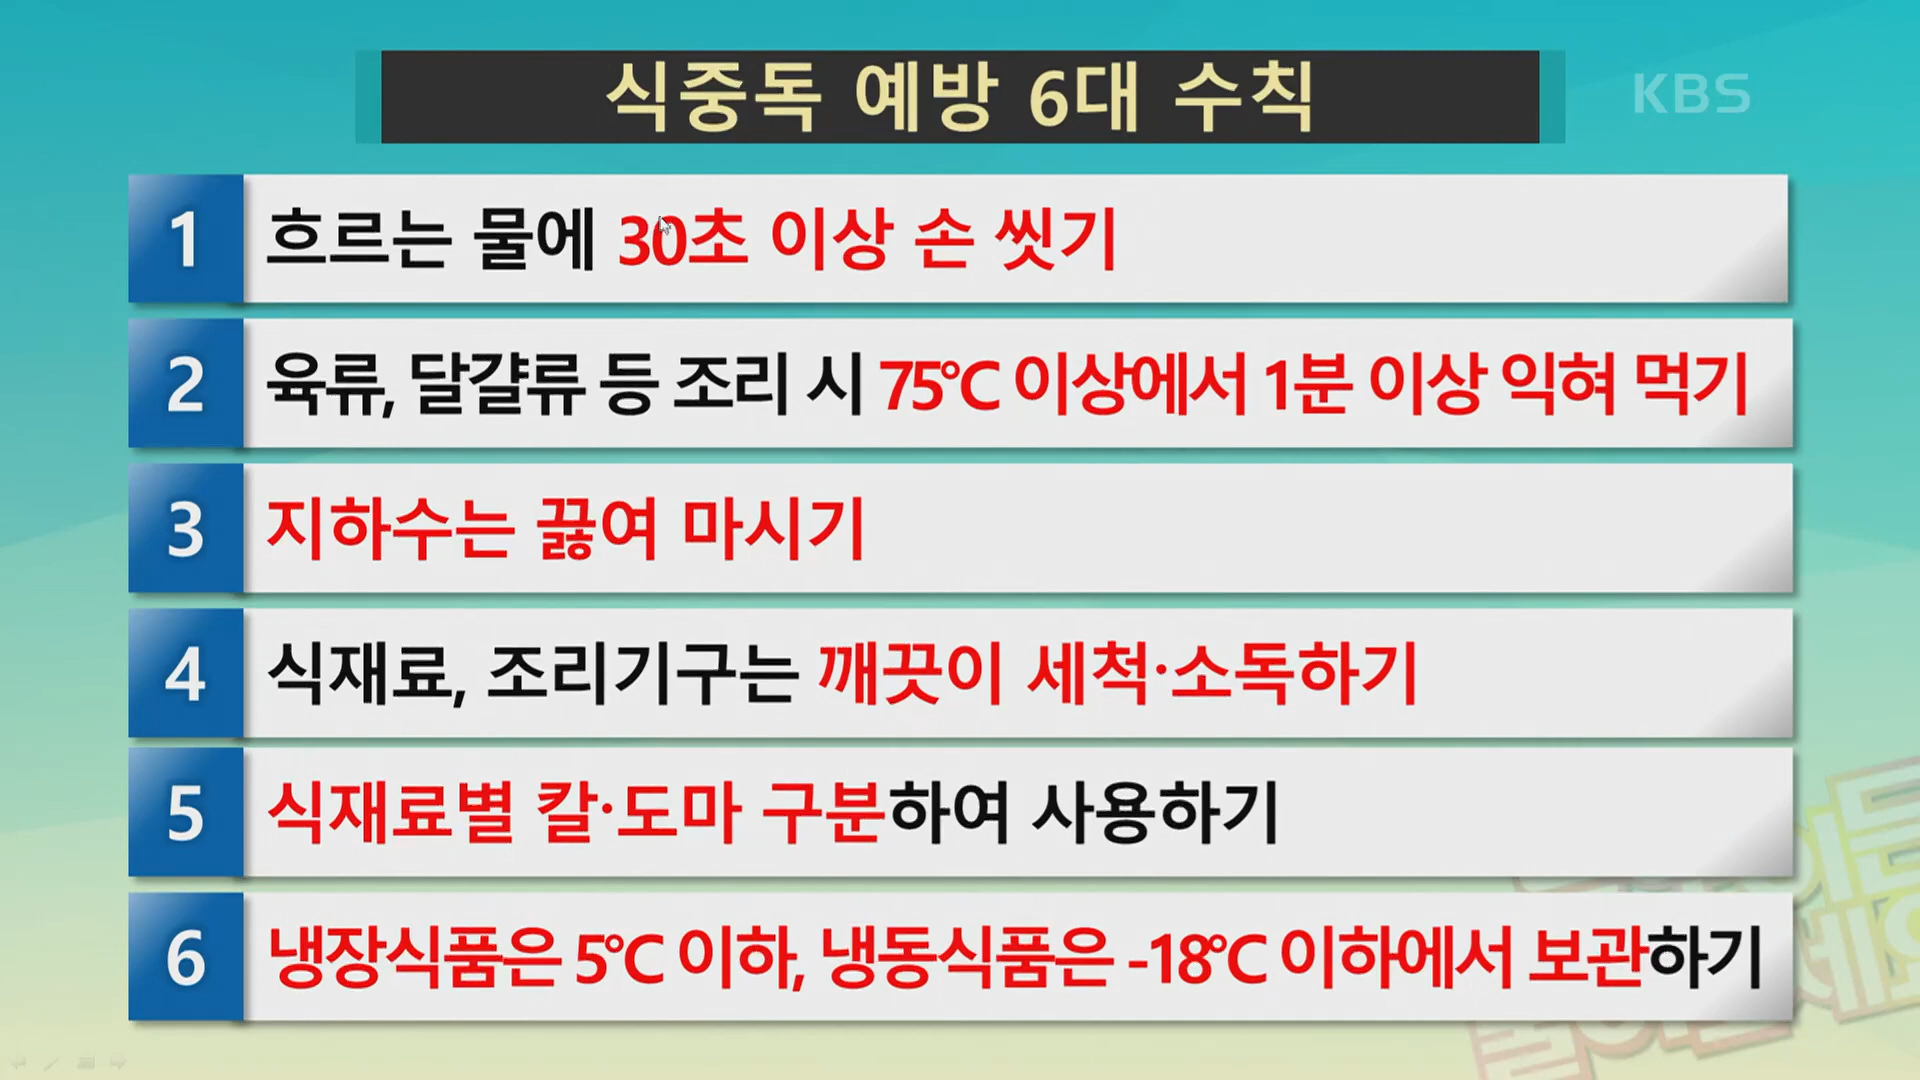 식중독 예방 6대 수칙
KBS
1 흐르는 물에 30초 이상 손 씻기
2 육류, 달걀류 등 조리 시 75℃ 이상에서 1분 이상 익혀 먹기
3 지하수는 끓여 마시기
4 식재료, 조리기구는 깨끗이 세척·소독하기
5 식재료별 칼·도마 구분하여 사용하기
6 냉장식품은 5℃ 이하, 냉동식품은 -18℃ 이하에서 보관하기